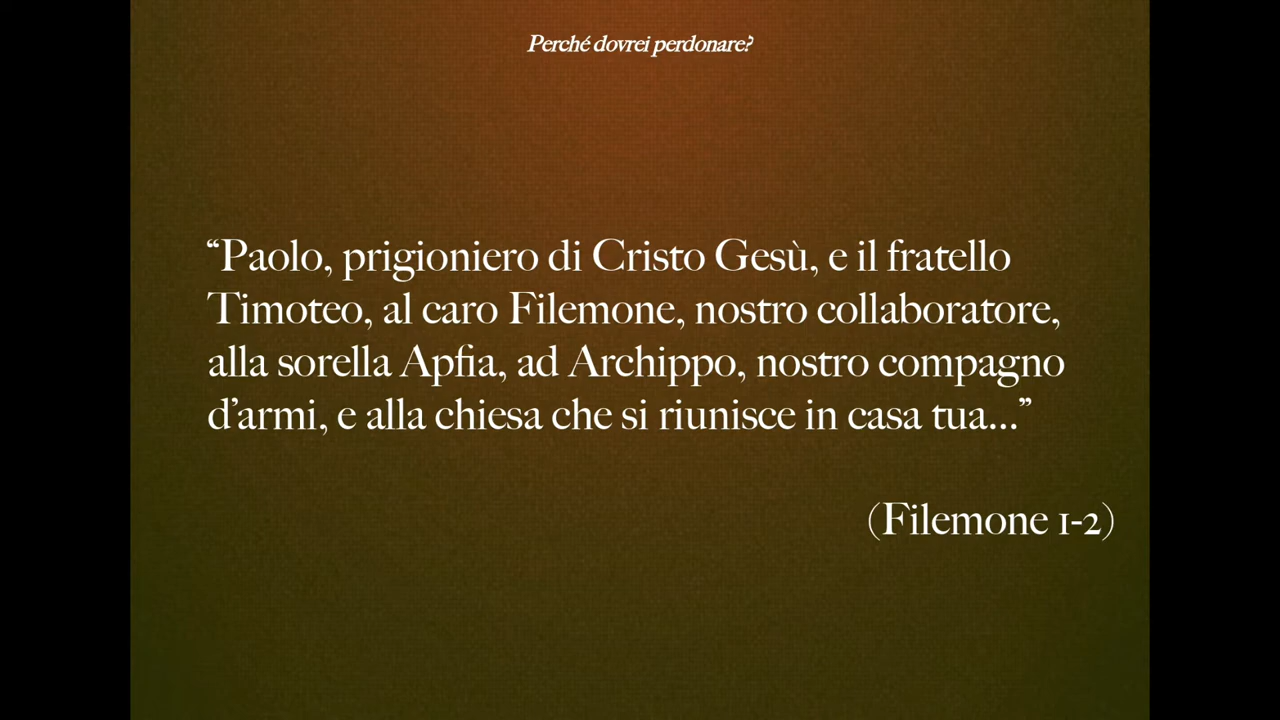 Perché dovrei perdonare?
“Paolo, prigioniero di Cristo Gesù, e il fratello
Timoteo, al caro Filemone, nostro collaboratore,
alla sorella Apfia, ad Archippo, nostro compagno
d’armi, e alla chiesa che si riunisce in casa tua...”
(Filemone 1-2)